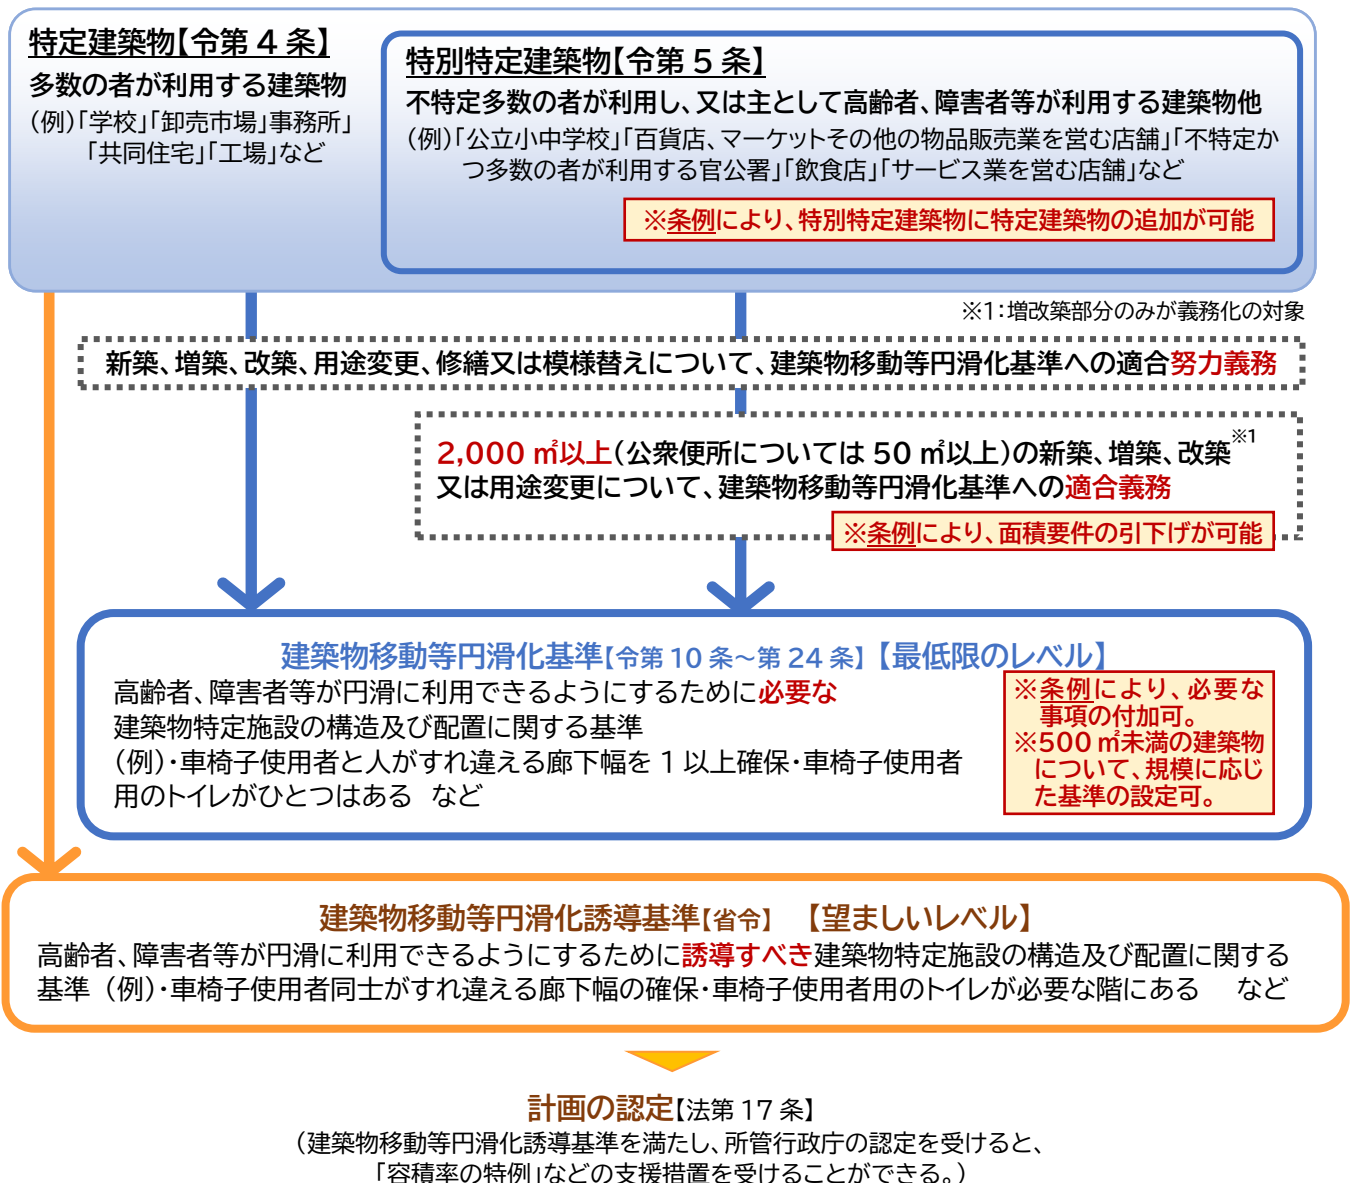 特定建築物【令第4条】
多数の者が利用する建築物
(例)「学校」「卸売市場」事務所」
「共同住宅」「工場」など
特別特定建築物【令第5条】
不特定多数の者が利用し、又は主として高齢者、障害者等が利用する建築物他
(例)「公立小中学校」「百貨店、マーケットその他の物品販売業を営む店舗」「不特定か
つ多数の者が利用する官公署」「飲食店」「サービス業を営む店舗」など
※条例により、特別特定建築物に特定建築物の追加が可能
※1:増改築部分のみが義務化の対象
新築、増築、改築、用途変更、修繕又は模様替えについて、建築物移動等円滑化基準への適合努力義務
2,000㎡以上(公衆便所については50㎡以上)の新築、増築、改築※1
又は用途変更について、建築物移動等円滑化基準への適合義務
※条例により、面積要件の引下げが可能
建築物移動等円滑化基準【令第10条~第24条】【最低限のレベル】
高齢者、障害者等が円滑に利用できるようにするために必要な
建築物特定施設の構造及び配置に関する基準
(例)・車椅子使用者と人がすれ違える廊下幅を1以上確保・車椅子使用者
用のトイレがひとつはある など
※条例により、必要な
事項の付加可。
※500㎡未満の建築物
について、規模に応じ
た基準の設定可。
建築物移動等円滑化誘導基準【省令】 【望ましいレベル】
高齢者、障害者等が円滑に利用できるようにするために誘導すべき建築物特定施設の構造及び配置に関する
基準 (例)・車椅子使用者同士がすれ違える廊下幅の確保・車椅子使用者用のトイレが必要な階にある など
計画の認定【法第17条】
(建築物移動等円滑化誘導基準を満たし、所管行政庁の認定を受けると、
「容積率の特例」などの支援措置を受けることができる。)